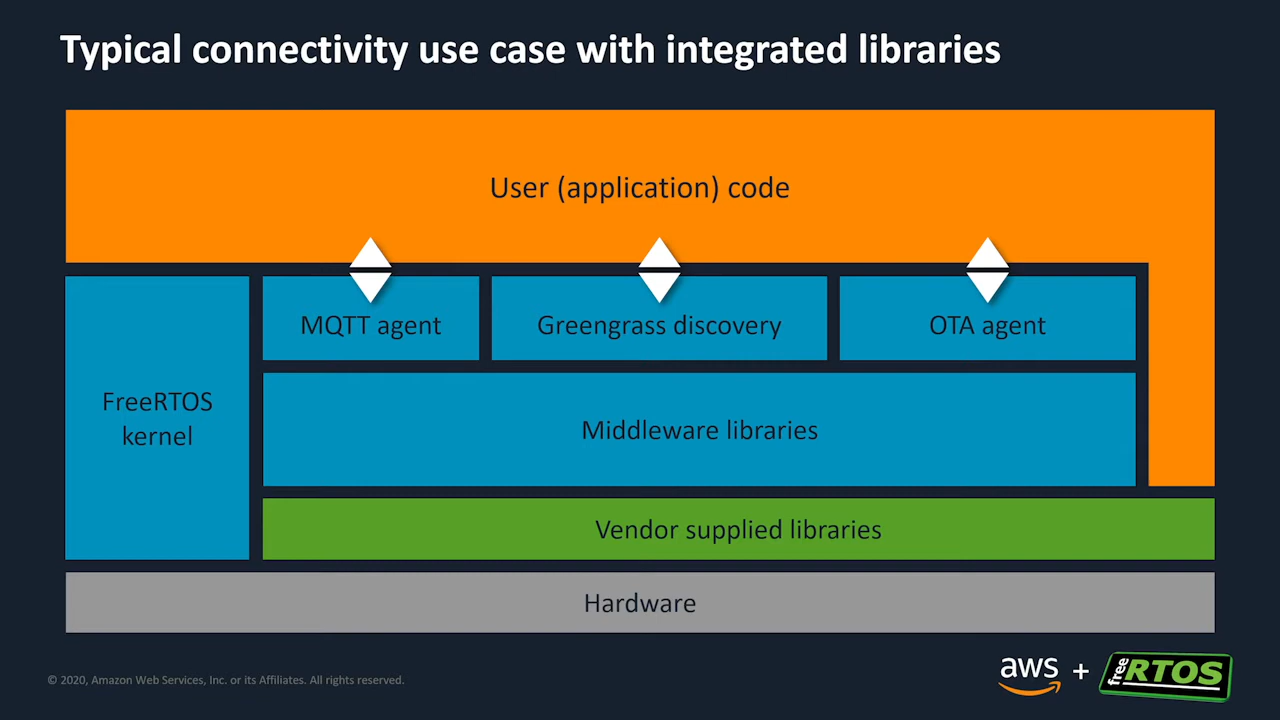 Typical connectivity use case with integrated libraries
User (application) code
MQTT agent
Greengrass discovery
OTA agent
FreeRTOS
kernel
Middleware libraries
Vendor supplied libraries
Hardware
© 2020, Amazon Web Services, Inc. or its Affiliates. All rights reserved.
aws + freeRTOS